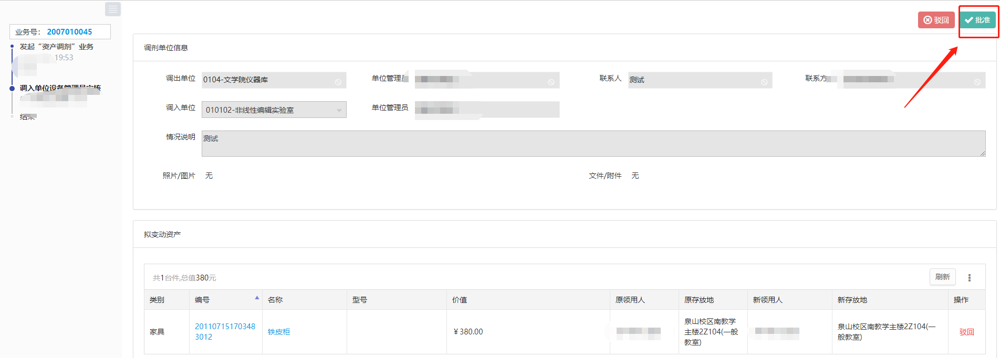 驳回
批准
业务号： 2007010045
发起“资产调剂”业务
19:53
调入单位设备管理员审核
结果
调剂单位信息
调出单位 0104-文学院仪器库 单位管理员 联系人 测试 联系方
调入单位 010102-非线性编辑实验室 单位管理员
情况说明 测试
照片/图片 无 文件/附件 无
拟变动资产
共1台件,总值380元 刷新
类别 编号 名称 型号 价值 原领用人 原存放地 新领用人 新存放地 操作
家具
20110715170348
3012
铁皮柜
￥380.00
泉山校区南教学
主楼2Z104(一般
教室)
泉山校区南教学主楼2Z104(一
般教室)
驳回